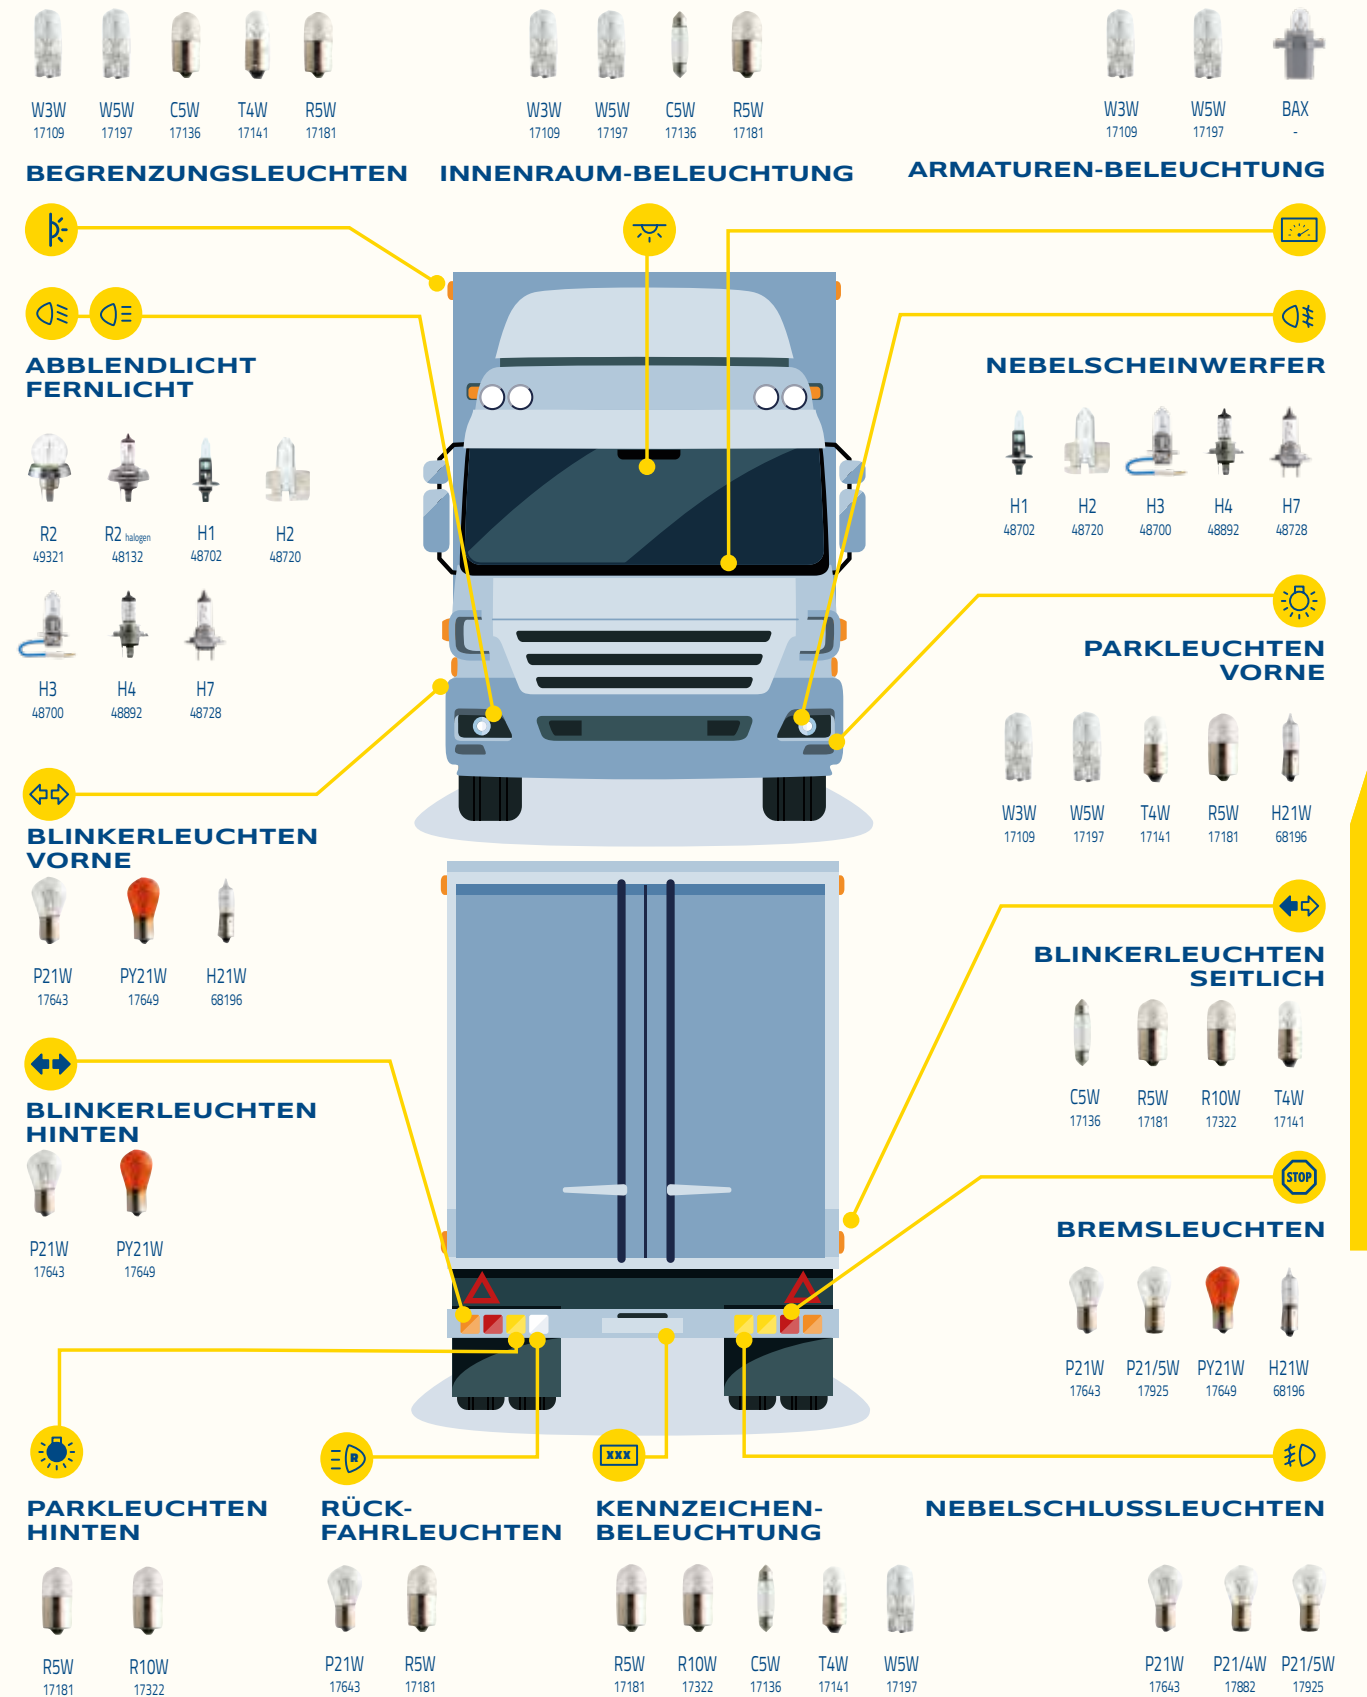 W3W W5W C5W T4W R5W
17109 17197 17136 17141 17181
BEGRENZUNGSLEUCHTEN
W3W W5W C5W R5W
17109 17197 17136 17181
INNENRAUM-BELEUCHTUNG
W3W W5W BAX
17109 17197 -
ARMATUREN-BELEUCHTUNG
ABBLENDLICHT
FERNLICHT
R2 R2 halogen H1 H2
49321 48132 48702 48720
H3 H4 H7
48700 48892 48728
NEBELSCHEINWERFER
H1 H2 H3 H4 H7
48702 48720 48700 48892 48728
PARKLEUCHTEN
VORNE
W3W W5W T4W R5W H21W
17109 17197 17141 17181 68196
BLINKERLEUCHTEN
VORNE
P21W PY21W H21W
17643 17649 68196
BLINKERLEUCHTEN
SEITLICH
C5W R5W R10W T4W
17136 17181 17322 17141
BLINKERLEUCHTEN
HINTEN
P21W PY21W
17643 17649
STOP
BREMSLEUCHTEN
P21W P21/5W PY21W H21W
17643 17925 17649 68196
PARKLEUCHTEN
HINTEN
R5W R10W
17181 17322
R
RÜCK-
FAHRLEUCHTEN
P21W R5W
17643 17181
XXX
KENNZEICHEN-
BELEUCHTUNG
R5W R10W C5W T4W W5W
17181 17322 17136 17141 17197
NEBELSCHLUSSLEUCHTEN
P21W P21/4W P21/5W
17643 17882 17925